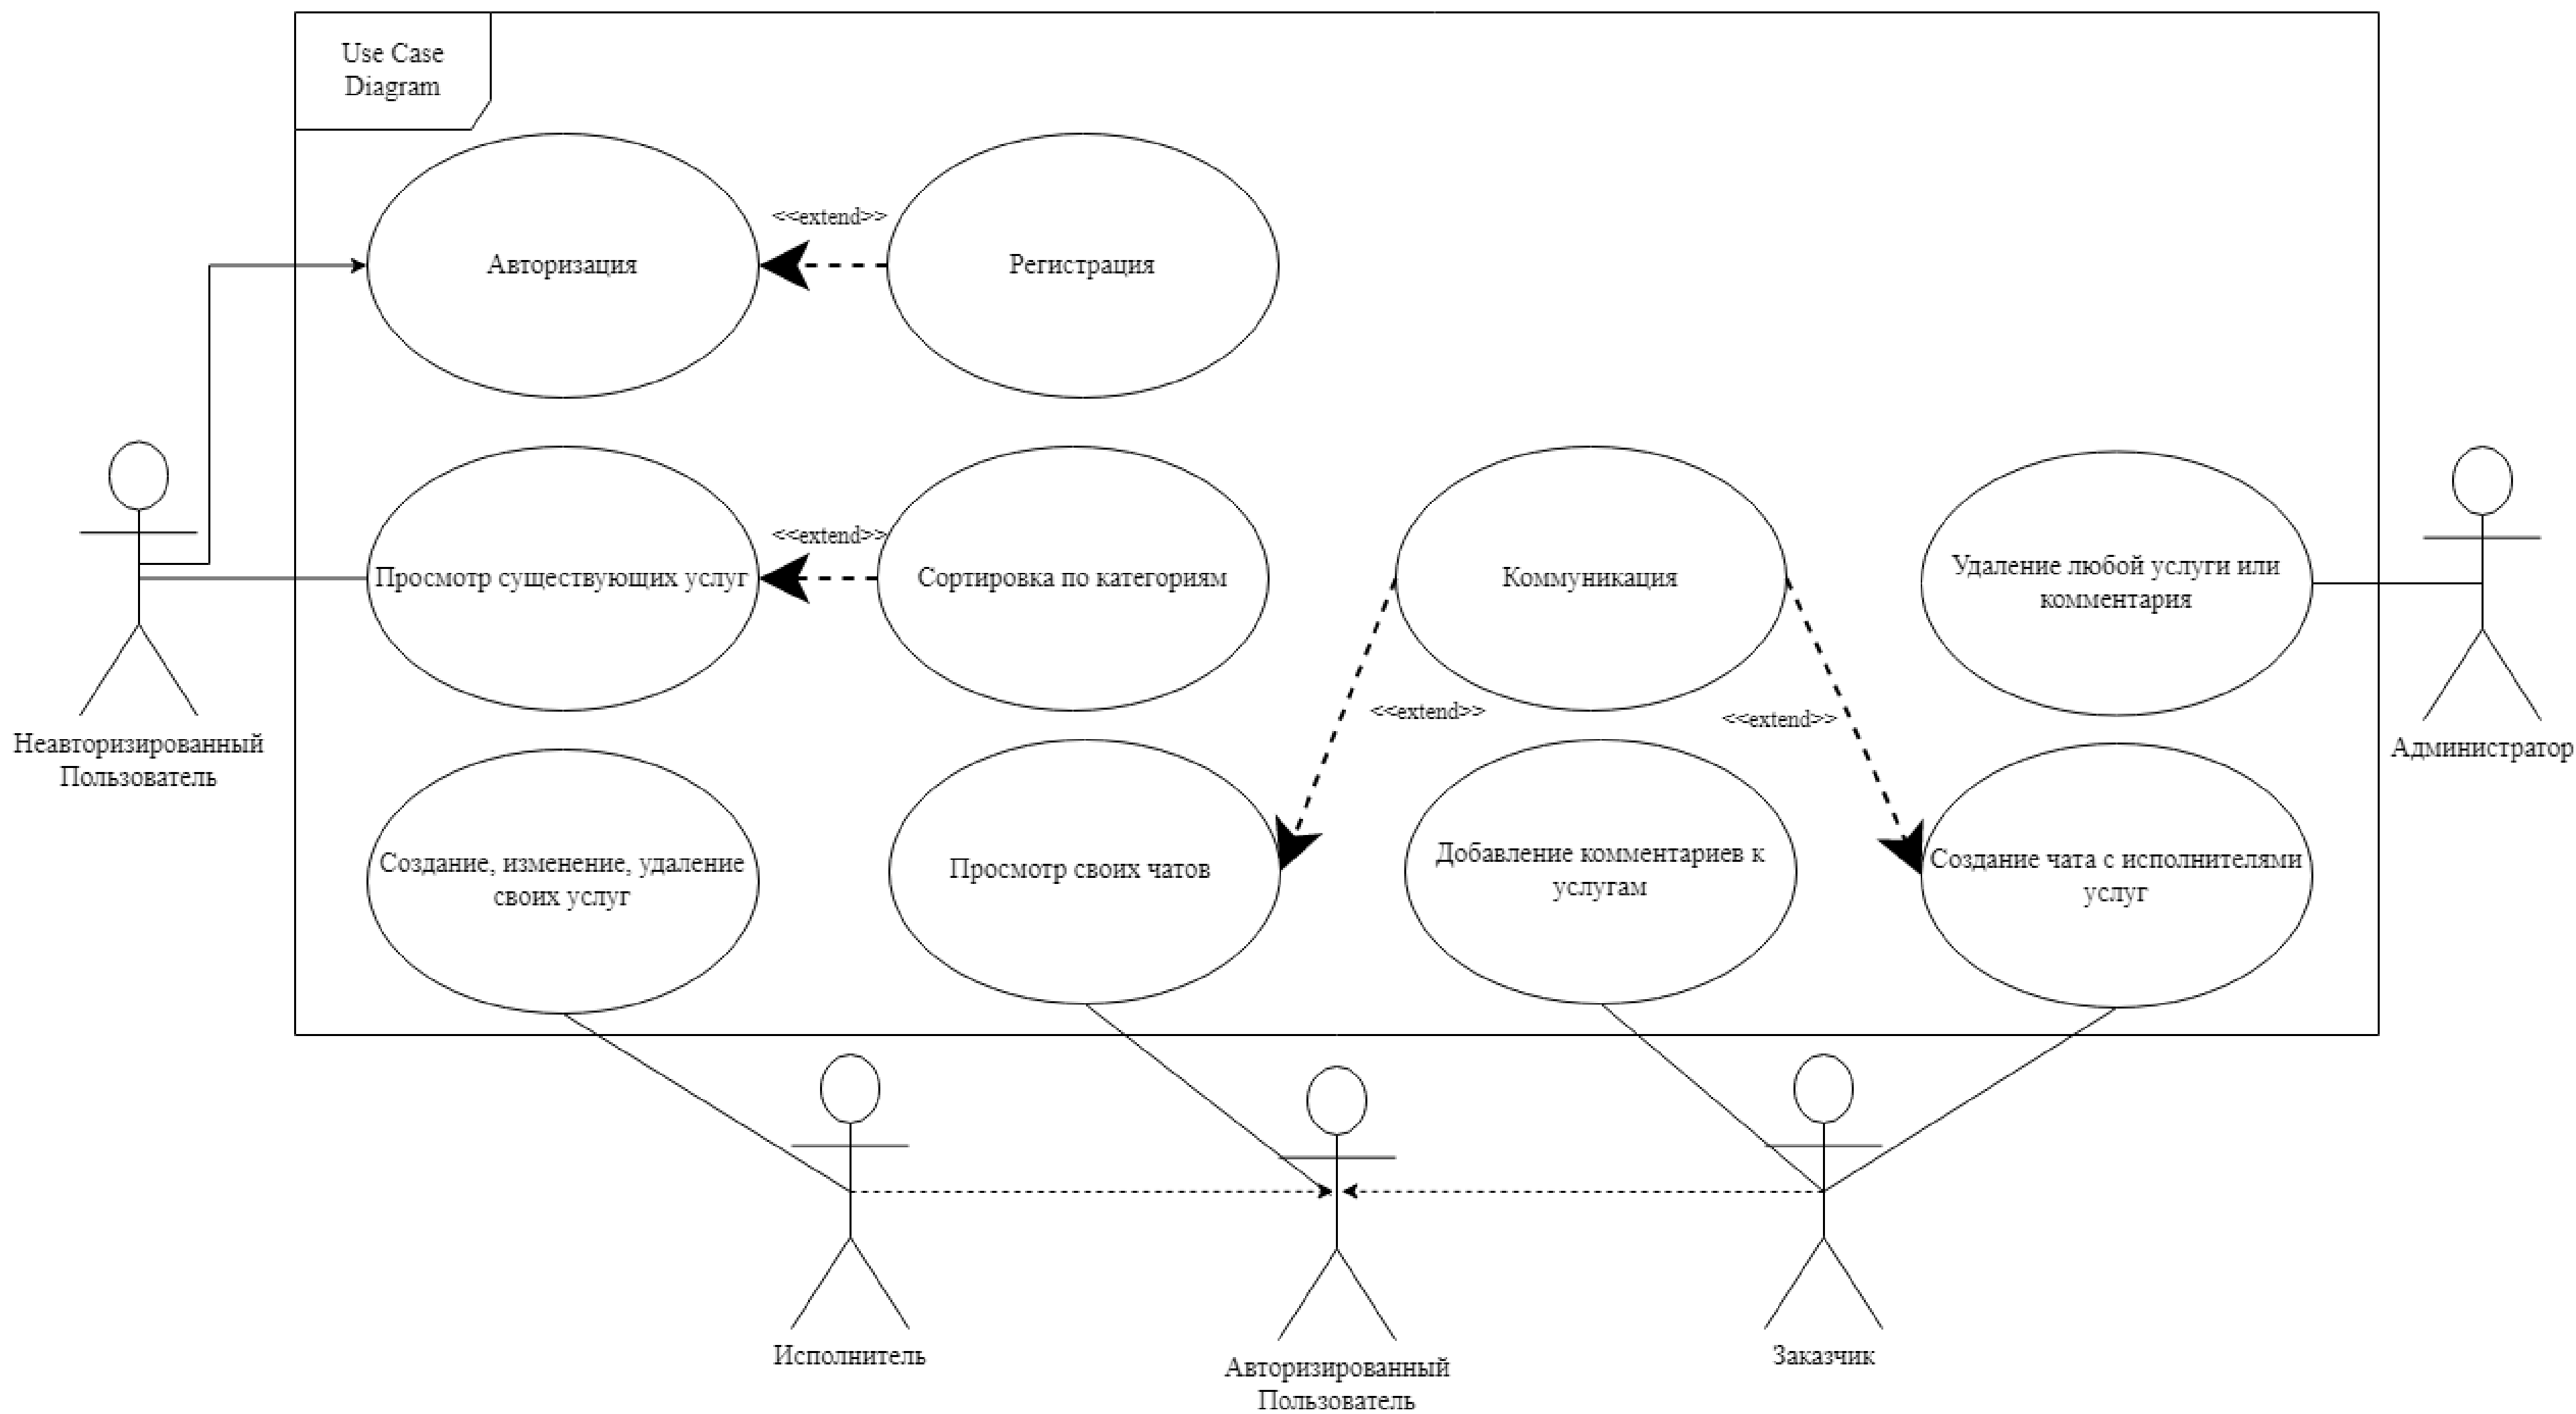 Use Case
Diagram
<<extend>>
Авторизация
Регистрация
<<extend>>
Просмотр существующих услуг
Сортировка по категориям
Коммуникация
Удаление любой услуги или
комментария
<<extend>>
<<extend>>
Неавторизированный
Пользователь
Администратор
Создание, изменение, удаление
своих услуг
Просмотр своих чатов
Добавление комментариев к
услугам
Создание чата с исполнителями
услуг
Исполнитель
Авторизированный
Пользователь
Заказчик